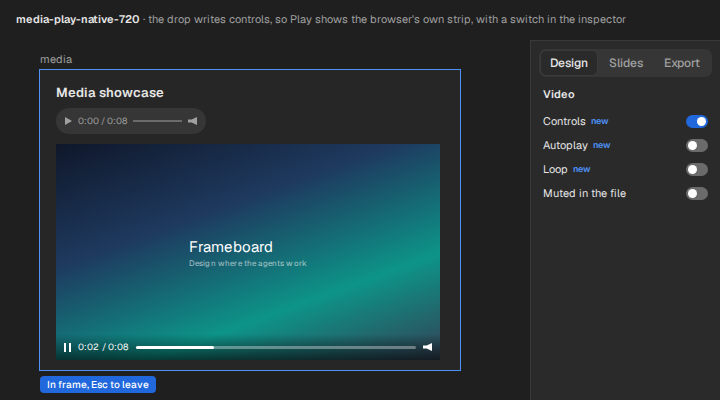 media-play-native-720 · the drop writes controls, so Play shows the browser's own strip, with a switch in the inspector
media
Media showcase
0:00 / 0:08
Frameboard
Design where the agents work
0:02 / 0:08
In frame, Esc to leave
Design Slides Export
Video
Controls new
Autoplay new
Loop new
Muted in the file